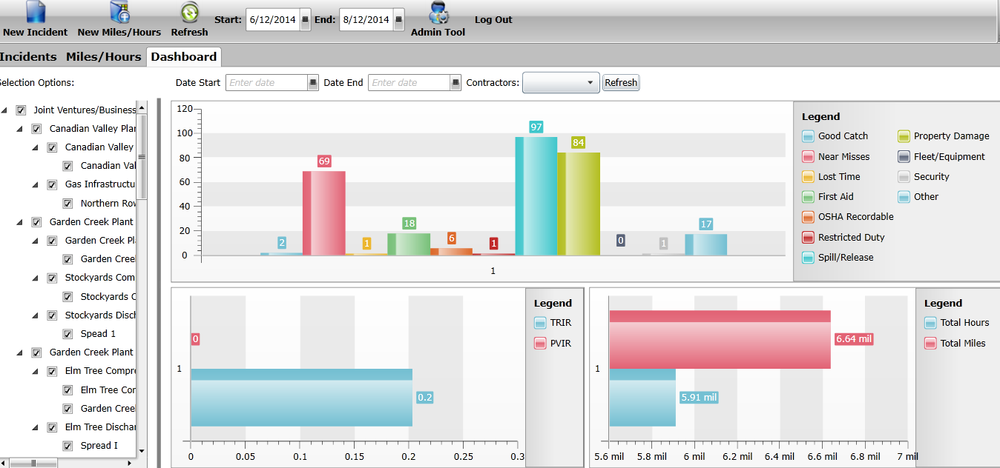 New Incident New Miles/Hours Refresh Start: 6/12/2014 End: 8/12/2014 Admin Tool Log Out
Incidents Miles/Hours Dashboard
Selection Options: Date Start Enter date Date End Enter date Contractors: Refresh
Joint Ventures/Business
Canadian Valley Plan
Canadian Valley
Canadian Val
Gas Infrastructu
Northern Row
Garden Creek Plant
Garden Creek Pl
Garden Creel
Stockyards Com
Stockyards C
Stockyards Disch
Spead 1
Garden Creek Plant
Elm Tree Compre
Elm Tree Cor
Garden Creel
Elm Tree Dischar
Spread I
120
100
80
60
40
20
0
2 69 1 18 6 1 97 84 0 1 17
1
Legend
Good Catch Property Damage
Near Misses Fleet/Equipment
Lost Time Security
First Aid Other
OSHA Recordable
Restricted Duty
Spill/Release
0
1
0.2
0 0.05 0.1 0.15 0.2 0.25 0.3
Legend
TRIR
PVIR
6.64 mil
1
5.91 mil
5.6 mil 5.8 mil 6 mil 6.2 mil 6.4 mil 6.6 mil 6.8 mil 7 mil
Legend
Total Hours
Total Miles